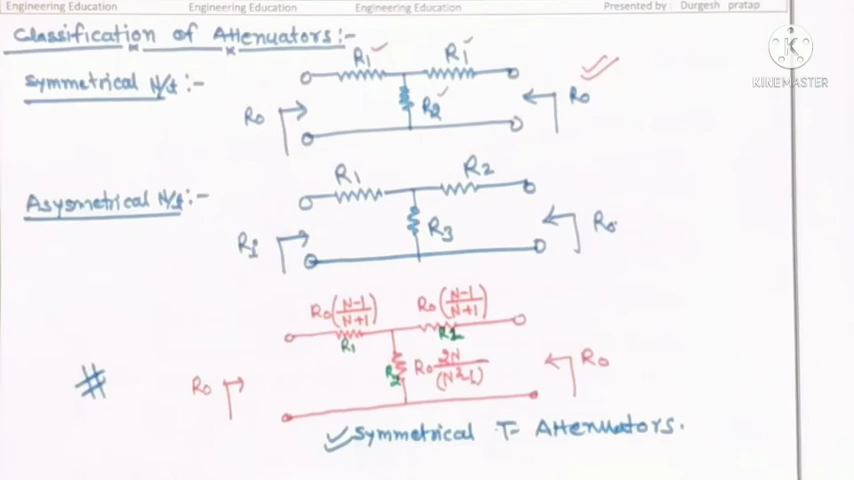 Engineering Education Engineering Education Engineering Education Presented by : Durgesh pratap
Classification of Attenuators:-
K
KINEMASTER
Symmetrical N/t:-
R1 R1
R2
Ro Ro
Asysmetrical N/t:-
R1 R2
R3
Ri Ro
Ro(N-1/N+1) Ro(N-1/N+1)
R1 R1
R2 Ro 2N/(N²-1)
Ro Ro
#
Symmetrical T- Attenuators.